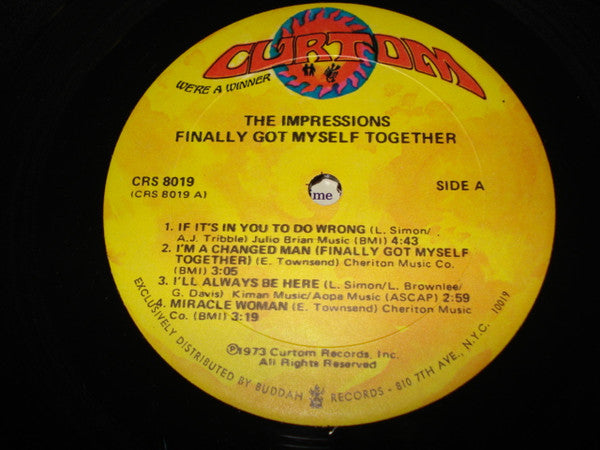 CURTOM
WE'RE A WINNER
THE IMPRESSIONS
FINALLY GOT MYSELF TOGETHER
CRS 8019
(CRS 8019 A)
SIDE A
me
1. IF IT'S IN YOU TO DO WRONG (L. Simon/
A.J. Tribble) Julio Brian Music (BMI) 4:43
2. I'M A CHANGED MAN (FINALLY GOT MYSELF
TOGETHER) (E. Townsend) Cheriton Music Co.
(BMI) 3:05
3. I'LL ALWAYS BE HERE (L. Simon/L. Brownlee/
G. Davis) Kiman Music/Aopa Music (ASCAP) 2:59
4. MIRACLE WOMAN (E. Townsend) Cheriton Music
Co. (BMI) 3:19
℗1973 Curtom Records, Inc.
All Rights Reserved
EXCLUSIVELY DISTRIBUTED BY BUDDAH RECORDS - 810 7TH AVE., N.Y.C. 10019